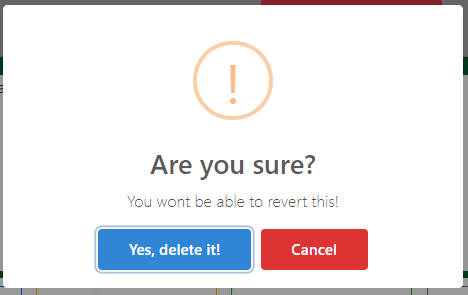 !
Are you sure?
You wont be able to revert this!
Yes, delete it!
Cancel